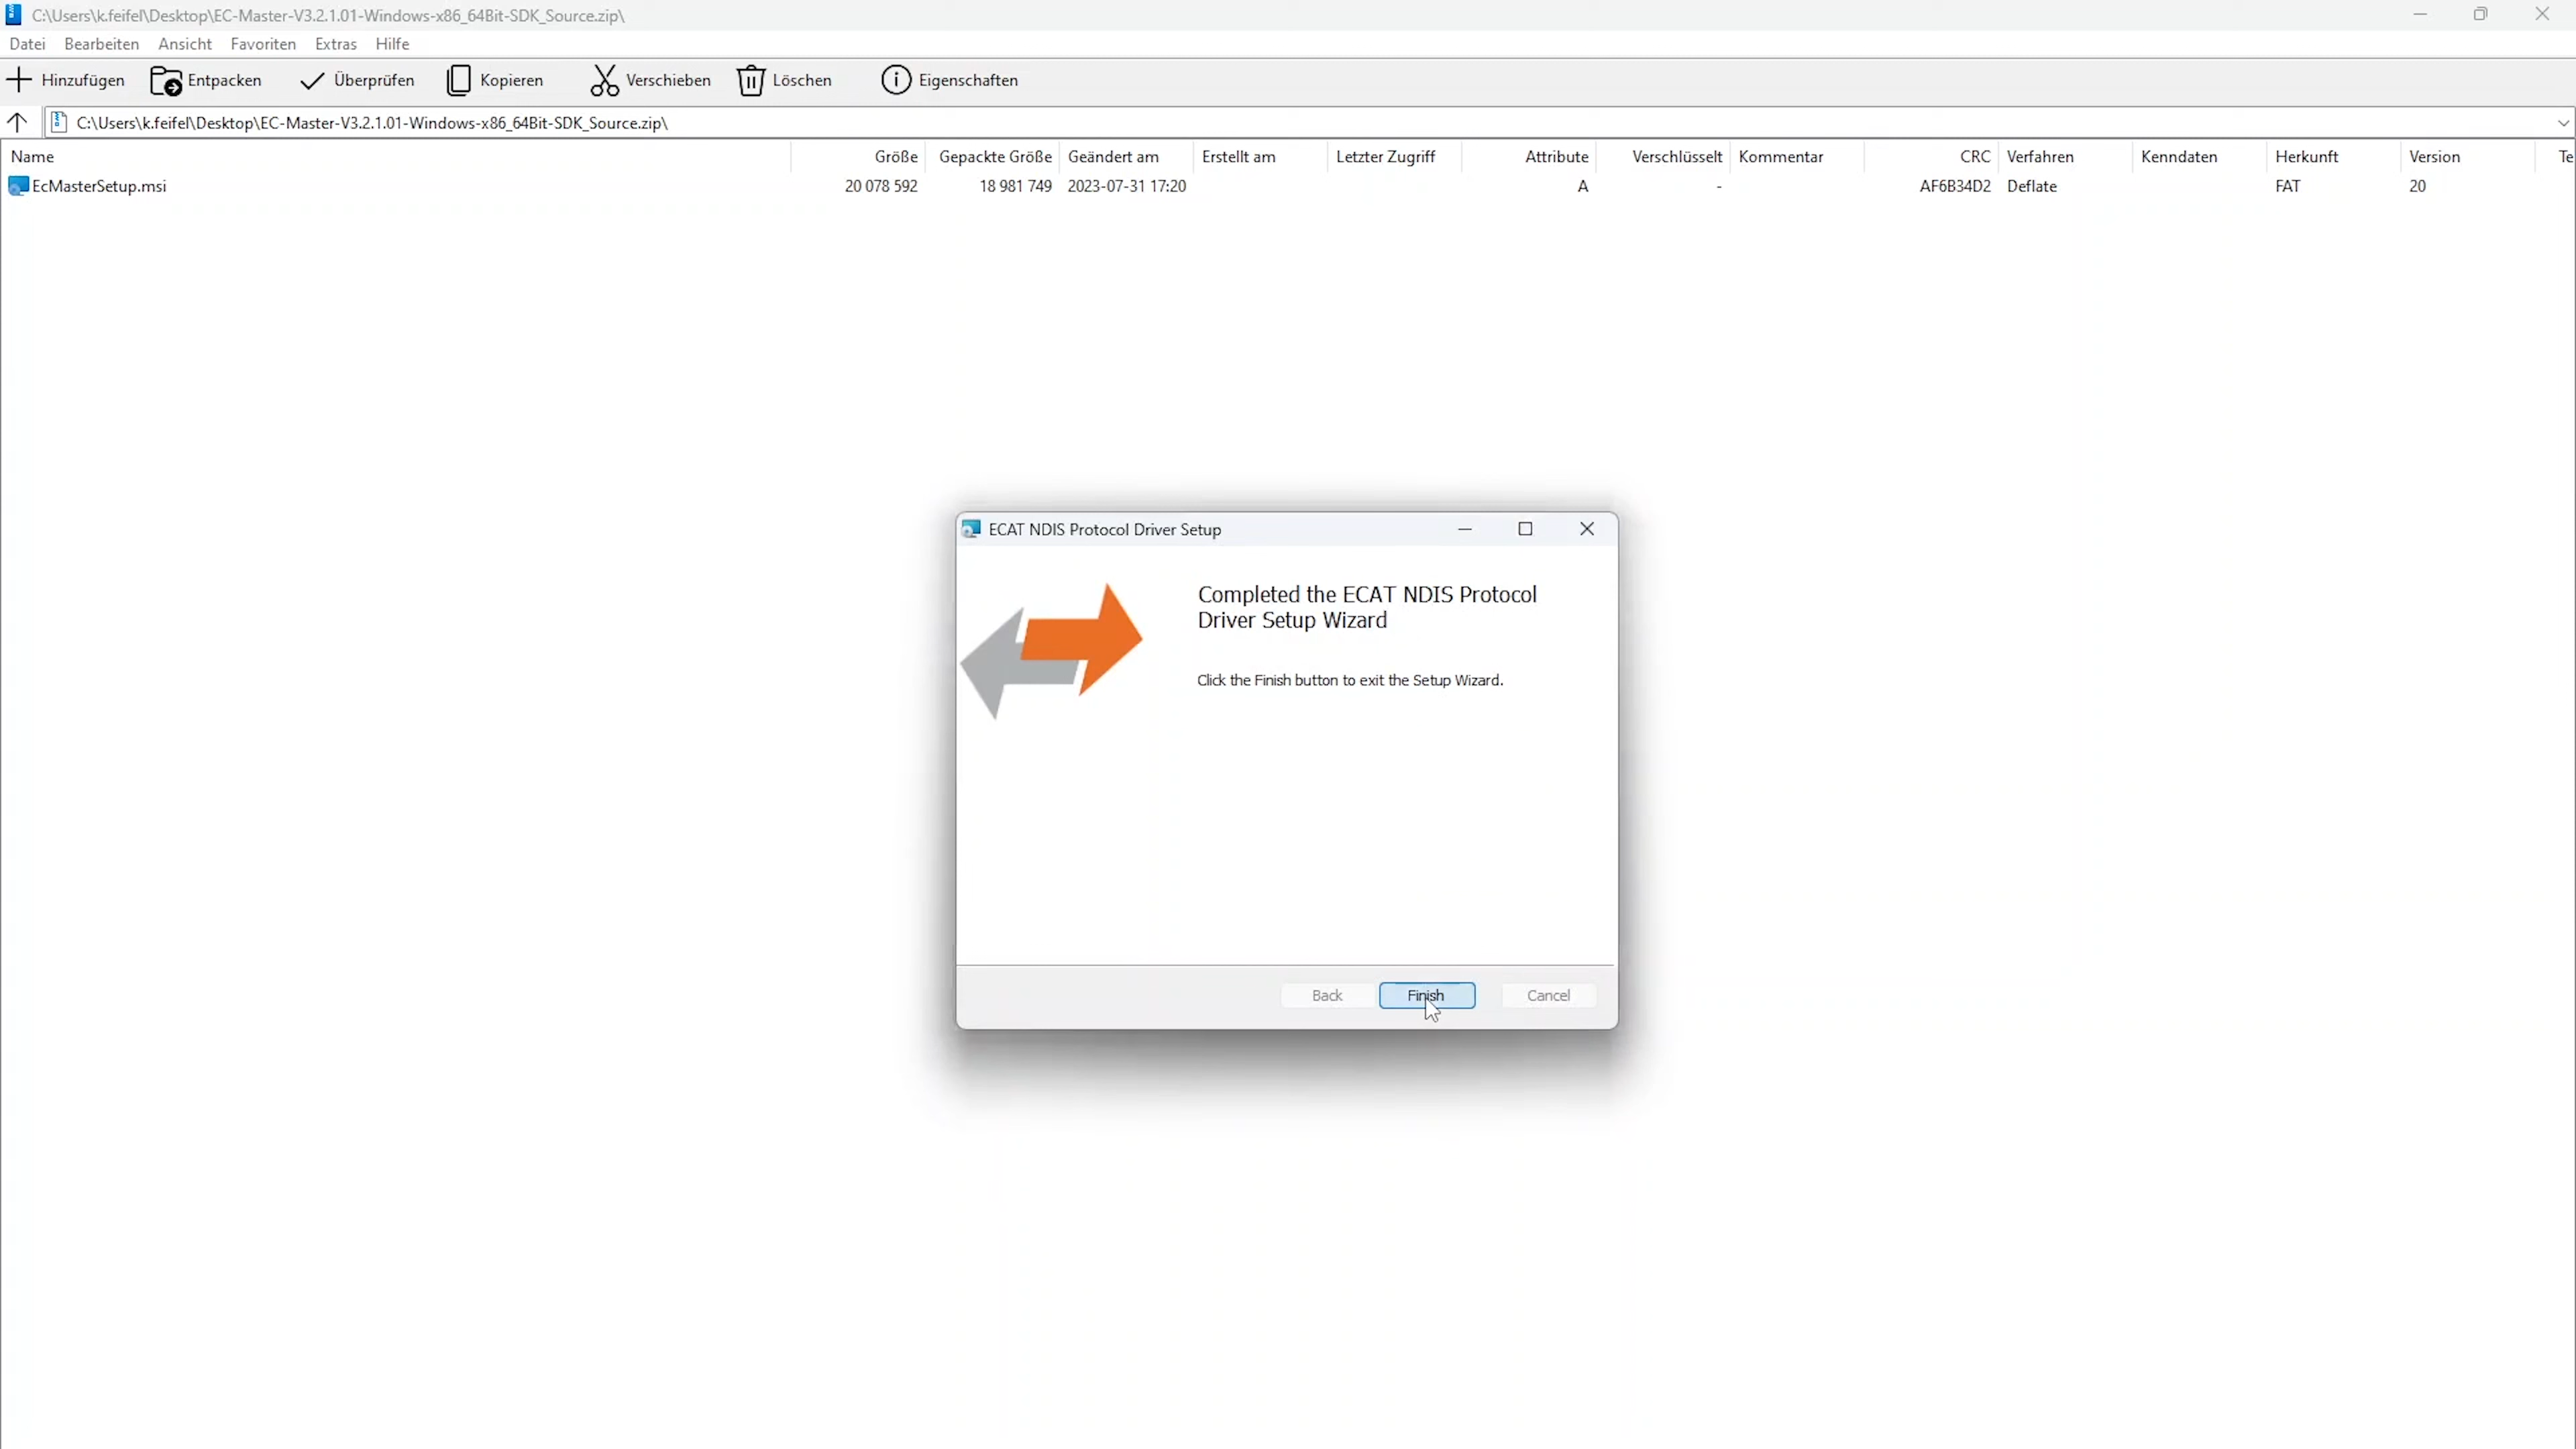 C:\Users\k.feifel\Desktop\EC-Master-V3.2.1.01-Windows-x86_64Bit-SDK_Source.zip\
Datei Bearbeiten Ansicht Favoriten Extras Hilfe
Hinzufügen Entpacken Überprüfen Kopieren Verschieben Löschen Eigenschaften
C:\Users\k.feifel\Desktop\EC-Master-V3.2.1.01-Windows-x86_64Bit-SDK_Source.zip\
Name Größe Gepackte Größe Geändert am Erstellt am Letzter Zugriff Attribute Verschlüsselt Kommentar CRC Verfahren Kenndaten Herkunft Version Te
EcMasterSetup.msi 20 078 592 18 981 749 2023-07-31 17:20 A - AF6B34D2 Deflate FAT 20
ECAT NDIS Protocol Driver Setup
Completed the ECAT NDIS Protocol
Driver Setup Wizard
Click the Finish button to exit the Setup Wizard.
Back Finish Cancel